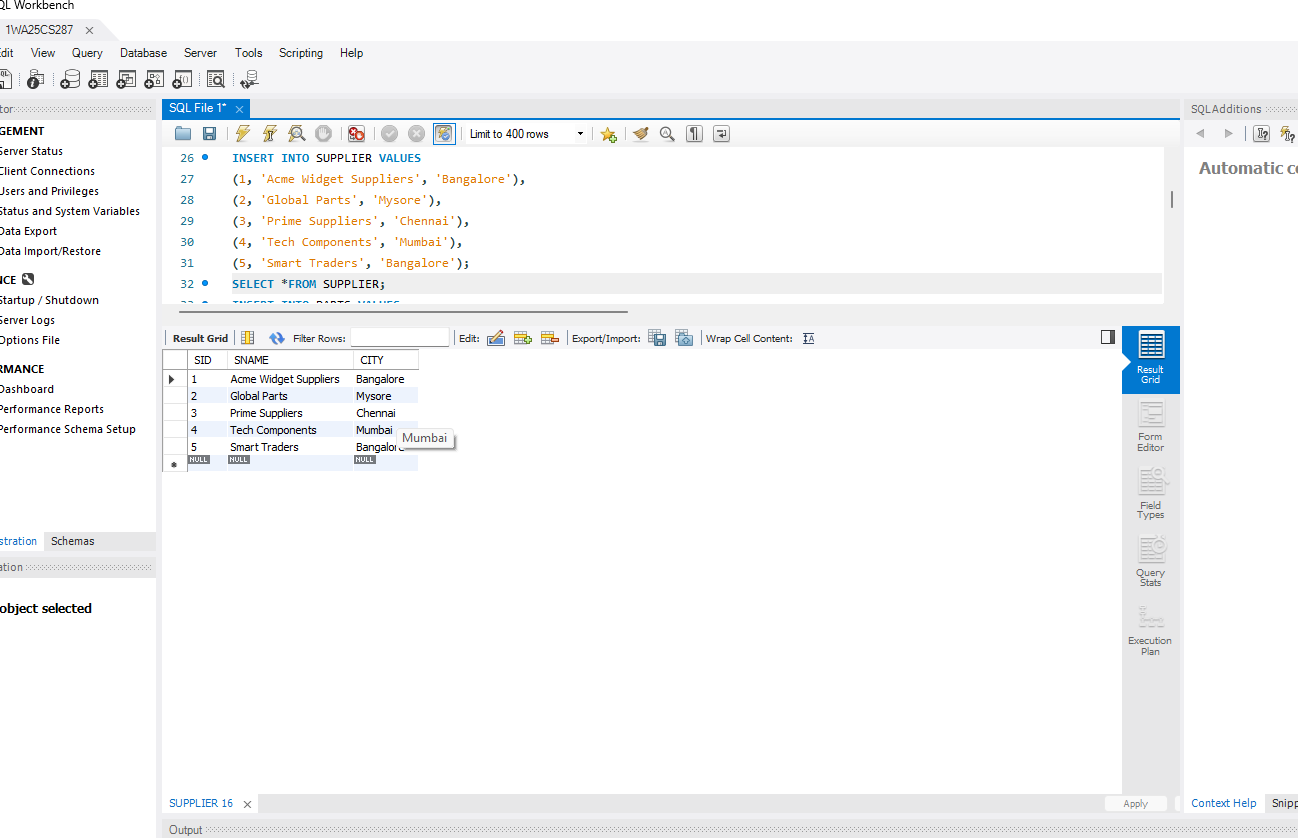 QL Workbench
1WA25CS287
dit View Query Database Server Tools Scripting Help
tor
SQL File 1*
SQLAdditions
GEMENT
Server Status
Client Connections
Users and Privileges
Status and System Variables
Data Export
Data Import/Restore
NCE
Startup / Shutdown
Server Logs
Options File
RMANCE
Dashboard
Performance Reports
Performance Schema Setup
stration Schemas
ation
object selected
Limit to 400 rows
26 INSERT INTO SUPPLIER VALUES
27 (1, 'Acme Widget Suppliers', 'Bangalore'),
28 (2, 'Global Parts', 'Mysore'),
29 (3, 'Prime Suppliers', 'Chennai'),
30 (4, 'Tech Components', 'Mumbai'),
31 (5, 'Smart Traders', 'Bangalore');
32 SELECT *FROM SUPPLIER;
33 INSERT INTO PARTS VALUES
Result Grid Filter Rows: Edit: Export/Import: Wrap Cell Content:
SID SNAME CITY
1 Acme Widget Suppliers Bangalore
2 Global Parts Mysore
3 Prime Suppliers Chennai
4 Tech Components Mumbai
Mumbai
5 Smart Traders Bangalore
NULL NULL NULL
Result
Grid
Form
Editor
Field
Types
Query
Stats
Execution
Plan
Automatic co
SUPPLIER 16
Apply
Context Help Snipp
Output